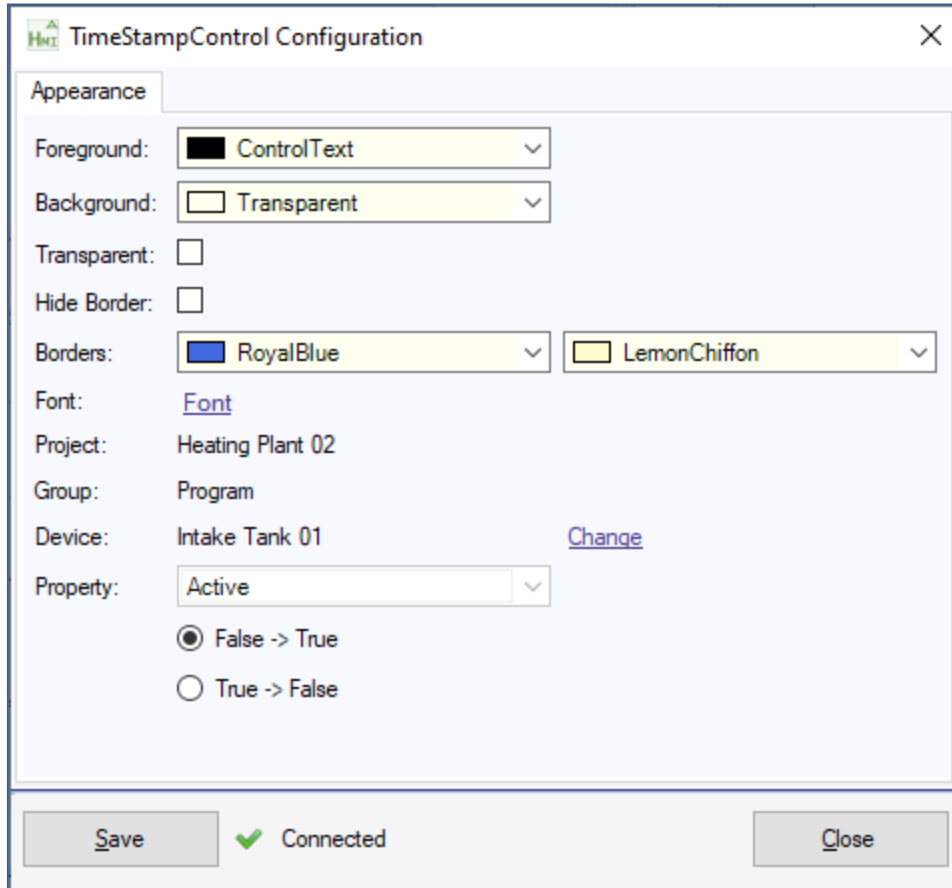 HMI TimeStampControl Configuration
Appearance
Foreground: ControlText
Background: Transparent
Transparent:
Hide Border:
Borders: RoyalBlue LemonChiffon
Font: Font
Project: Heating Plant 02
Group: Program
Device: Intake Tank 01 Change
Property: Active
False -> True
True -> False
Save Connected Close